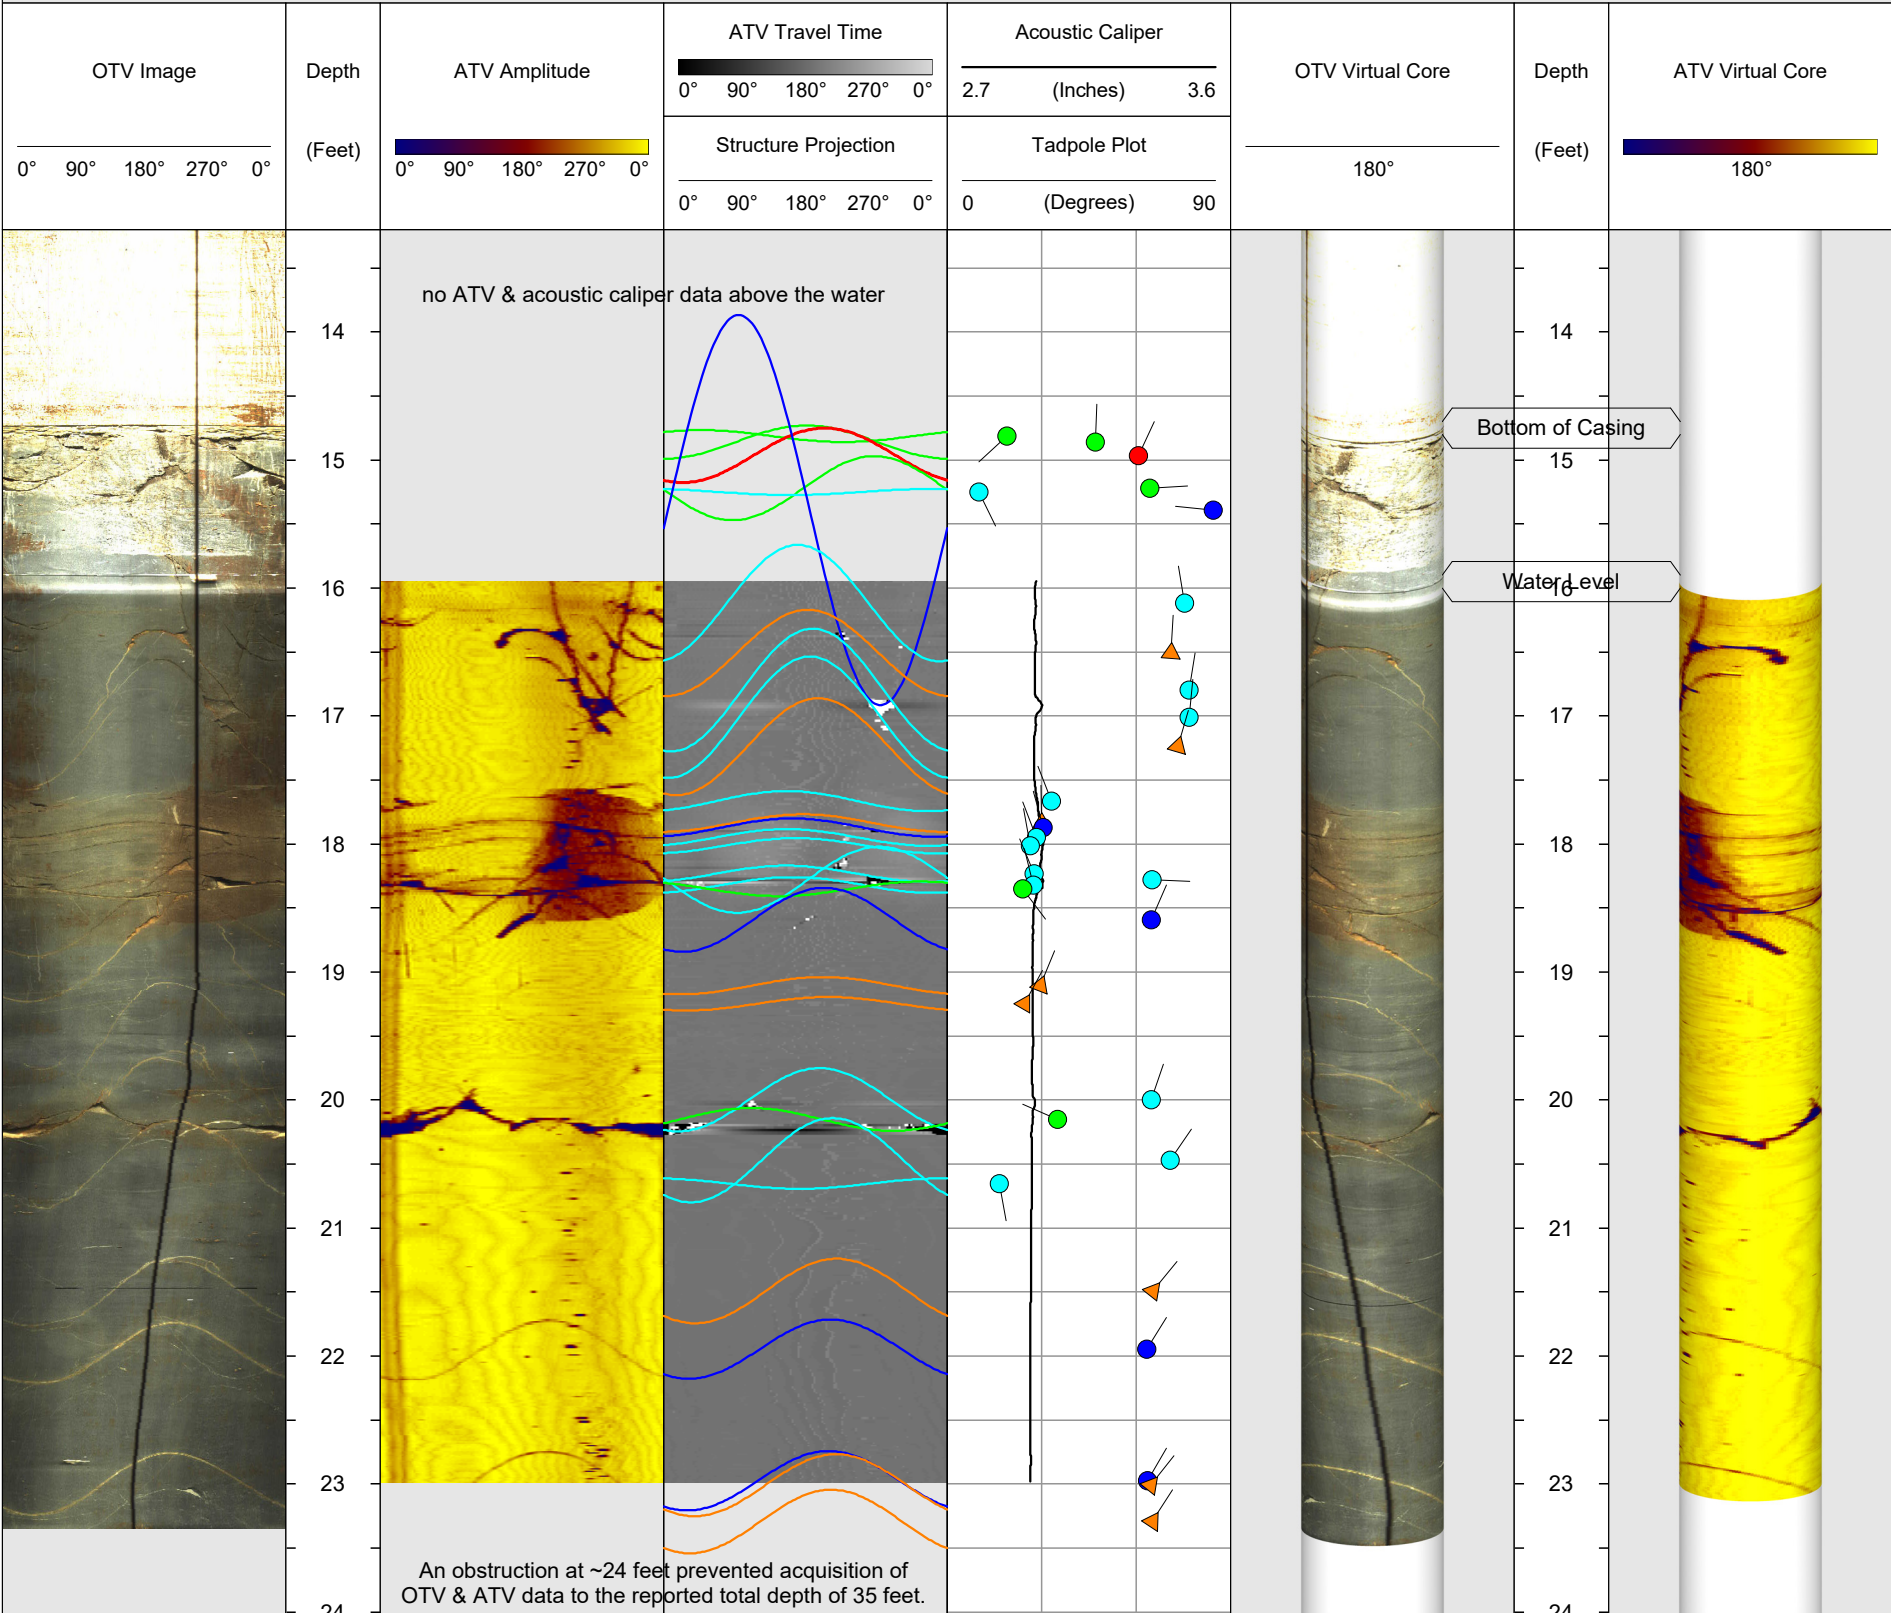 OTV Image
0° 90° 180° 270° 0°
Depth
(Feet)
ATV Amplitude
0° 90° 180° 270° 0°
ATV Travel Time
0° 90° 180° 270° 0°
Structure Projection
0° 90° 180° 270° 0°
Acoustic Caliper
2.7 (Inches) 3.6
Tadpole Plot
0 (Degrees) 90
OTV Virtual Core
180°
Depth
(Feet)
ATV Virtual Core
180°
no ATV & acoustic caliper data above the water
14
15
16
17
18
19
20
21
22
23
24
Bottom of Casing
Water Level
14
15
16
17
18
19
20
21
22
23
24
An obstruction at ~24 feet prevented acquisition of
OTV & ATV data to the reported total depth of 35 feet.